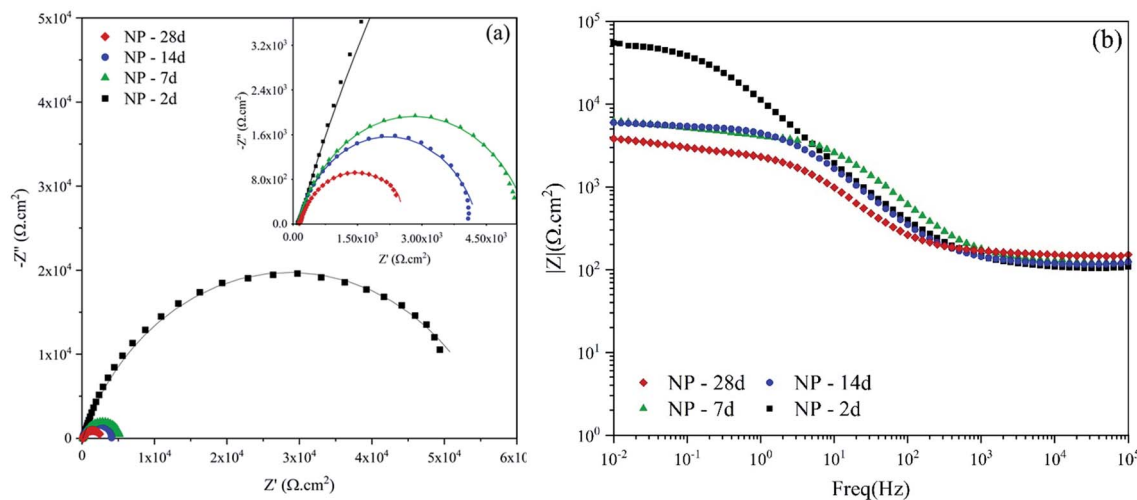 5x10⁴
4x10⁴
3x10⁴
2x10⁴
1x10⁴
0
-Z" (Ω.cm²)
0 1x10⁴ 2x10⁴ 3x10⁴ 4x10⁴ 5x10⁴ 6x10
Z' (Ω.cm²)
NP - 28d
NP - 14d
NP - 7d
NP - 2d
(a)
3.2x10³
2.4x10³
1.6x10³
8.0x10²
0.0
-Z" (Ω.cm²)
0.00 1.50x10³ 3.00x10³ 4.50x10³
Z' (Ω.cm²)
(b)
10⁵
10⁴
10³
10²
10¹
10⁰
|Z|(Ω.cm²)
NP - 28d NP - 14d
NP - 7d NP - 2d
10⁻² 10⁻¹ 10⁰ 10¹ 10² 10³ 10⁴ 10⁵
Freq(Hz)